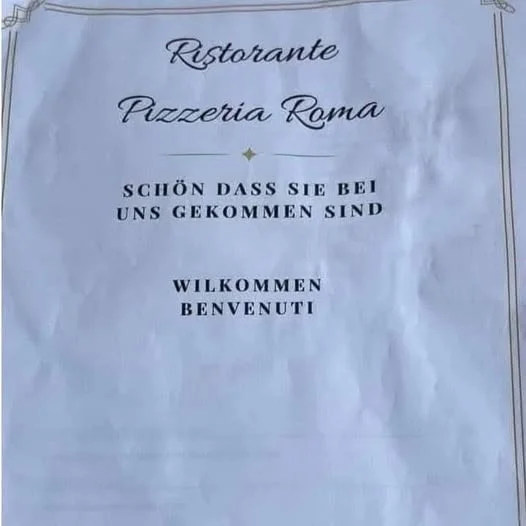 Ristorante
Pizzeria Roma
SCHÖN DASS SIE BEI
UNS GEKOMMEN SIND
WILKOMMEN
BENVENUTI